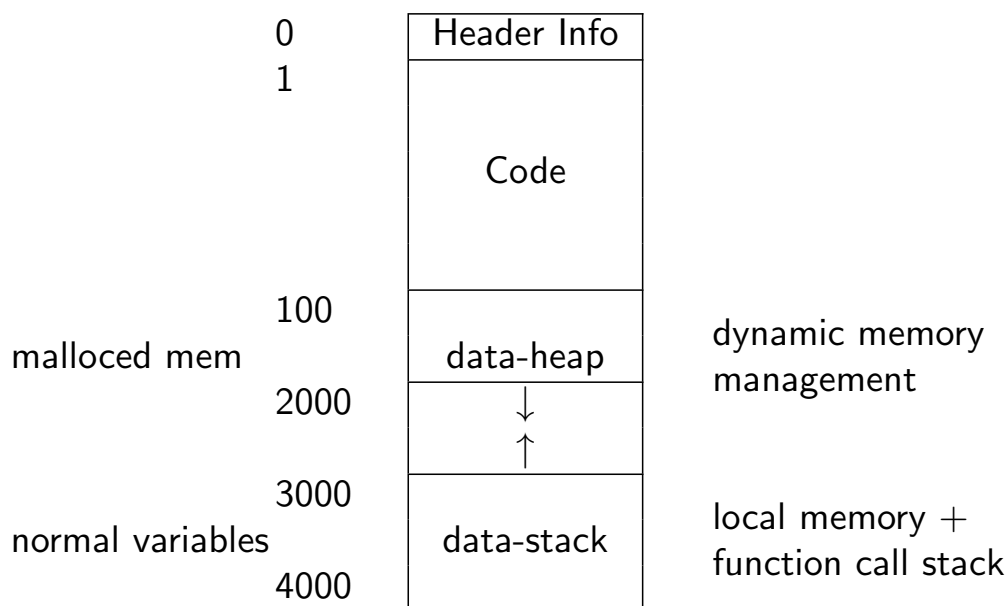 0 Header Info
1
Code
100
malloced mem data-heap dynamic memory
management
2000 ↓
↑
3000
normal variables data-stack local memory +
function call stack
4000